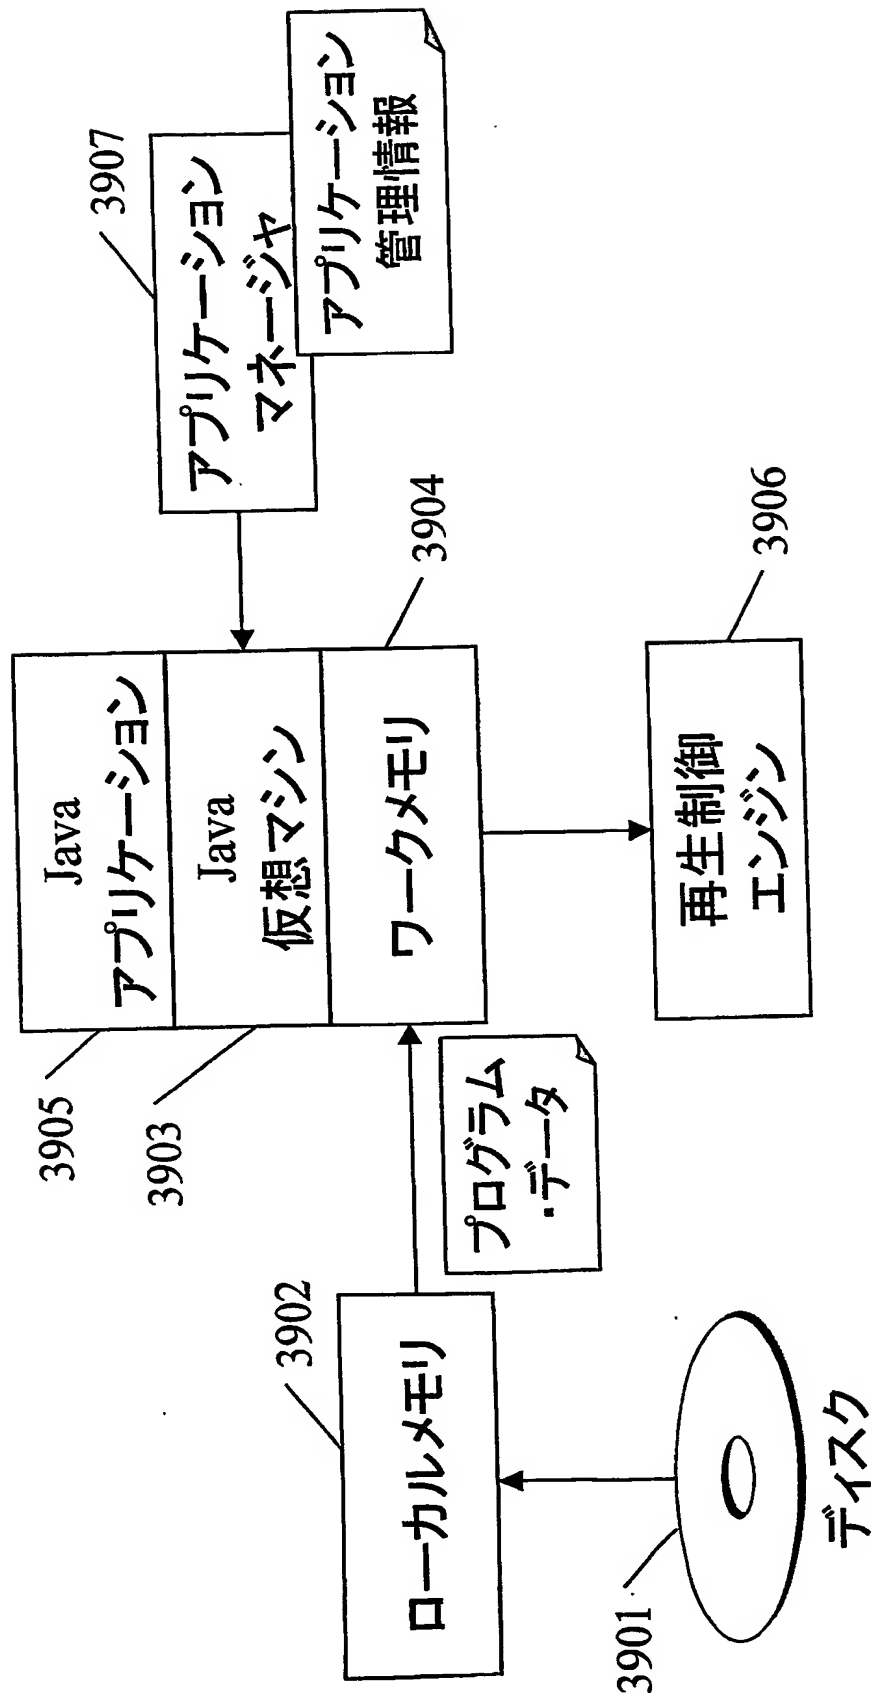 3905
Java
アプリケーション
3903
Java
仮想マシン
ワークメモリ
3904
3907
アプリケーション
マネージャ
アプリケーション
管理情報
3902
ローカルメモリ
プログラム
・データ
再生制御
エンジン
3906
3901
ディスク